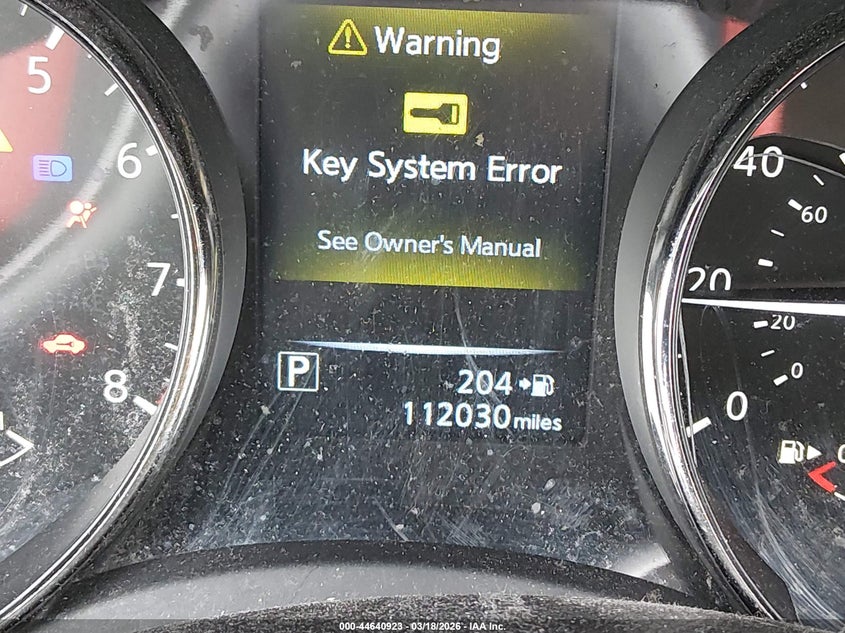 Warning
Key System Error
See Owner's Manual
P
204
112030 miles
5
6
7
8
40
60
20
20
0
0
000-44640923 - 03/18/2026 - IAA Inc.